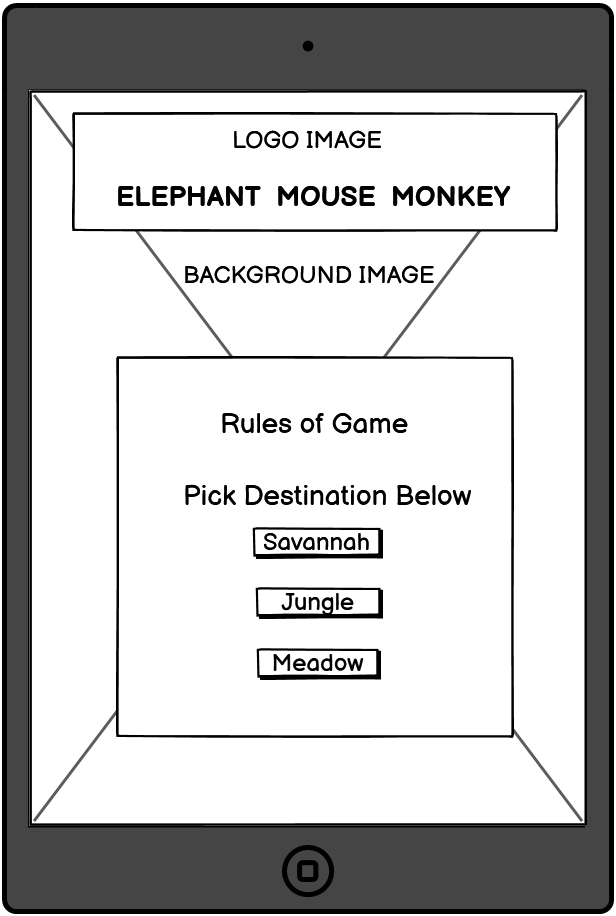 LOGO IMAGE
ELEPHANT MOUSE MONKEY
BACKGROUND IMAGE
Rules of Game
Pick Destination Below
Savannah
Jungle
Meadow